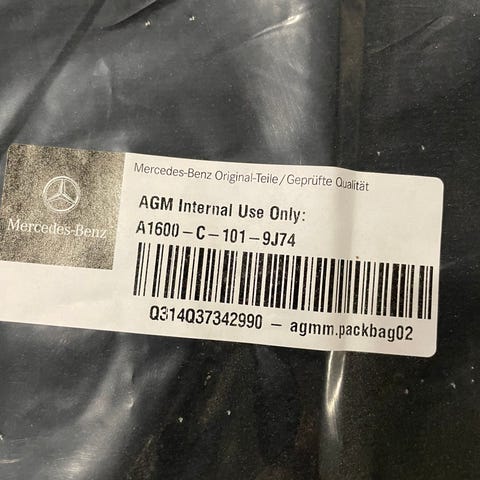 Mercedes-Benz Original-Teile/Geprüfte Qualität
Mercedes-Benz
AGM Internal Use Only:
A1600-C-101-9J74
Q314Q37342990 - agmm.packbag02